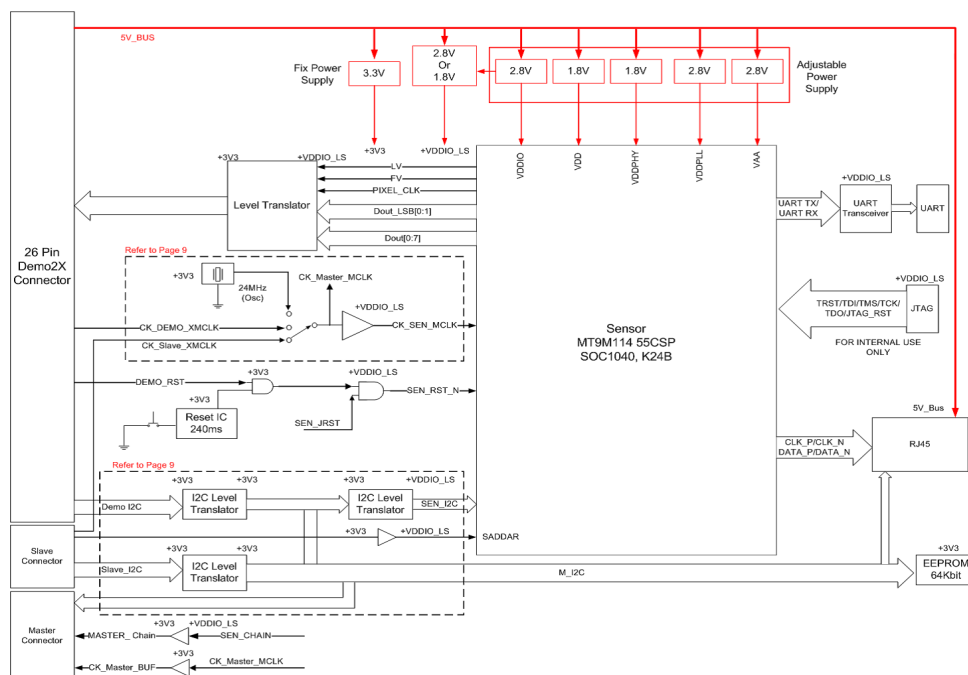 5V_BUS
Fix Power
Supply
3.3V
2.8V
Or
1.8V
2.8V
1.8V
1.8V
2.8V
2.8V
Adjustable
Power
Supply
+3V3
+VDDIO_LS
+3V3
+VDDIO_LS
LV
FV
PIXEL_CLK
Dout_LSB[0:1]
Dout[0:7]
Level Translator
VDDIO
VDD
VDDPHY
VDDPLL
VAA
+VDDIO_LS
UART TX/
UART RX
UART
Transceiver
UART
26 Pin
Demo2X
Connector
Refer to Page 9
+3V3
24MHz
(Osc)
CK_Master_MCLK
+VDDIO_LS
CK_DEMO_XMCLK
CK_SEN_MCLK
CK_Slave_XMCLK
Sensor
MT9M114 55CSP
SOC1040, K24B
+VDDIO_LS
TRST/TDI/TMS/TCK/
TDO/JTAG_RST
JTAG
FOR INTERNAL USE
ONLY
DEMO_RST
+3V3
+VDDIO_LS
SEN_RST_N
+3V3
Reset IC
240ms
SEN_JRST
5V_Bus
CLK_P/CLK_N
DATA_P/DATA_N
RJ45
Refer to Page 9
+3V3
+3V3
+3V3
+VDDIO_LS
Demo I2C
I2C Level
Translator
I2C Level
Translator
SEN_I2C
+3V3
+VDDIO_LS
SADDAR
Slave
Connector
+3V3
+3V3
Slave_I2C
I2C Level
Translator
M_I2C
+3V3
EEPROM
64Kbit
Master
Connector
+3V3
+VDDIO_LS
MASTER_ Chain
SEN_CHAIN
+3V3
CK_Master_BUF
CK_Master_MCLK